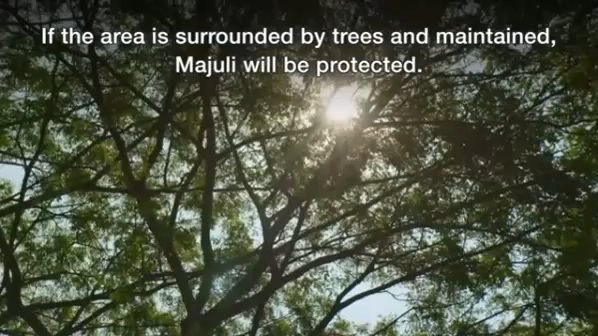 If the area is surrounded by trees and maintained,
Majuli will be protected.